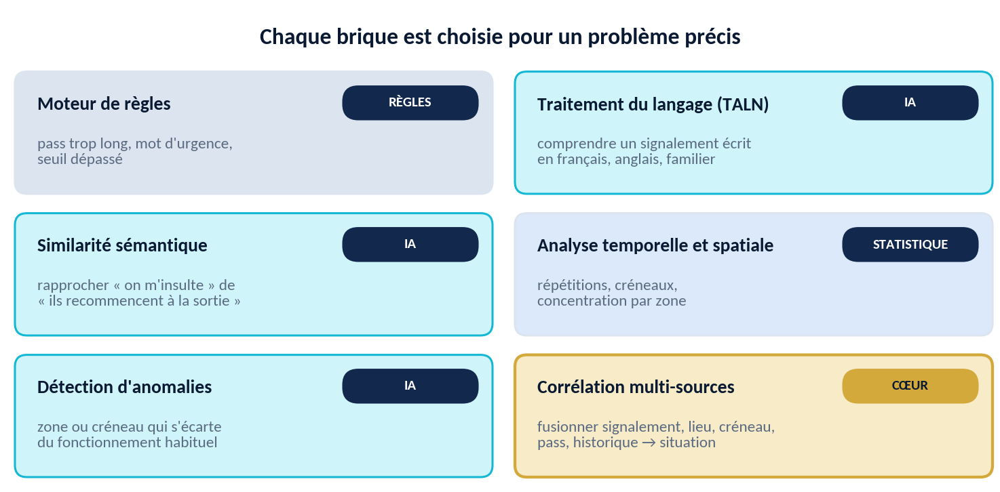 Chaque brique est choisie pour un problème précis
Moteur de règles
RÈGLES
pass trop long, mot d'urgence,
seuil dépassé
Traitement du langage (TALN)
IA
comprendre un signalement écrit
en français, anglais, familier
Similarité sémantique
IA
rapprocher « on m'insulte » de
« ils recommencent à la sortie »
Analyse temporelle et spatiale
STATISTIQUE
répétitions, créneaux,
concentration par zone
Détection d'anomalies
IA
zone ou créneau qui s'écarte
du fonctionnement habituel
Corrélation multi-sources
CŒUR
fusionner signalement, lieu, créneau,
pass, historique → situation